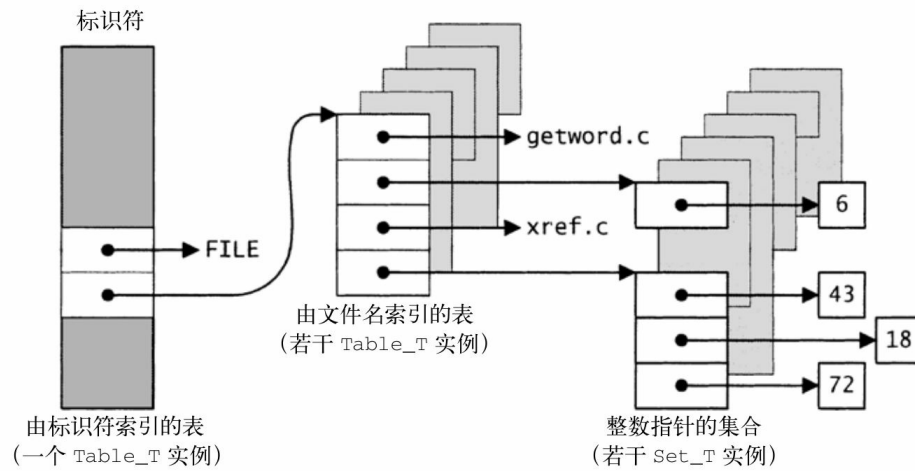 标识符
getword.c
6
FILE
xref.c
43
18
72
由文件名索引的表
(若干 Table_T 实例)
由标识符索引的表
(一个 Table_T 实例)
整数指针的集合
(若干 Set_T 实例)